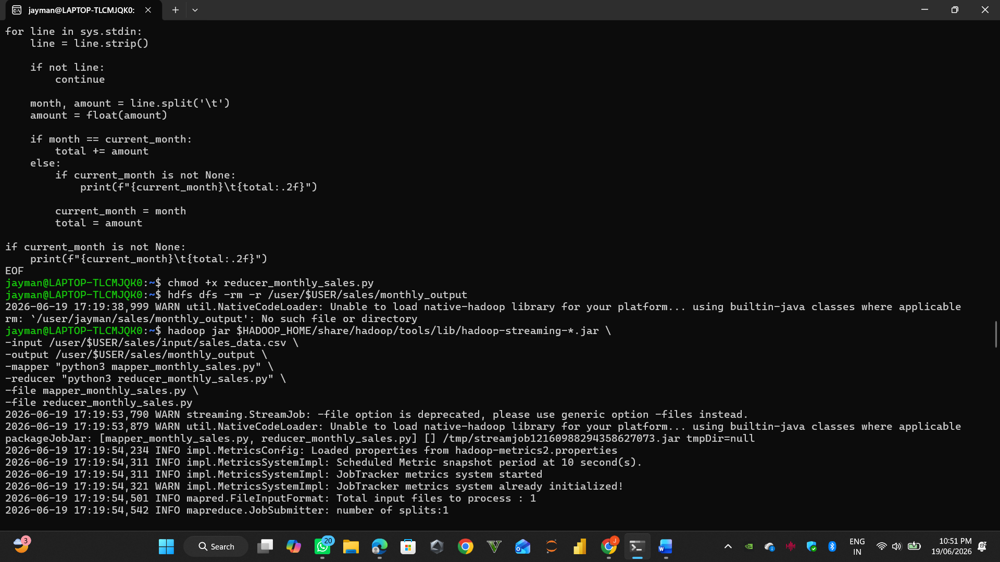 jayman@LAPTOP-TLCMJQK0:
for line in sys.stdin:
    line = line.strip()
    if not line:
        continue
    month, amount = line.split('\t')
    amount = float(amount)
    if month == current_month:
        total += amount
    else:
        if current_month is not None:
            print(f"{current_month}\t{total:.2f}")
        current_month = month
        total = amount
if current_month is not None:
    print(f"{current_month}\t{total:.2f}")
EOF
jayman@LAPTOP-TLCMJQK0:~$ chmod +x reducer_monthly_sales.py
jayman@LAPTOP-TLCMJQK0:~$ hdfs dfs -rm -r /user/$USER/sales/monthly_output
2026-06-19 17:19:38,999 WARN util.NativeCodeLoader: Unable to load native-hadoop library for your platform... using builtin-java classes where applicable
rm: `/user/jayman/sales/monthly_output': No such file or directory
jayman@LAPTOP-TLCMJQK0:~$ hadoop jar $HADOOP_HOME/share/hadoop/tools/lib/hadoop-streaming-*.jar \
-input /user/$USER/sales/input/sales_data.csv \
-output /user/$USER/sales/monthly_output \
-mapper "python3 mapper_monthly_sales.py" \
-reducer "python3 reducer_monthly_sales.py" \
-file mapper_monthly_sales.py \
-file reducer_monthly_sales.py
2026-06-19 17:19:53,790 WARN streaming.StreamJob: -file option is deprecated, please use generic option -files instead.
2026-06-19 17:19:53,879 WARN util.NativeCodeLoader: Unable to load native-hadoop library for your platform... using builtin-java classes where applicable
packageJobJar: [mapper_monthly_sales.py, reducer_monthly_sales.py] [] /tmp/streamjob12160988294358627073.jar tmpDir=null
2026-06-19 17:19:54,234 INFO impl.MetricsConfig: Loaded properties from hadoop-metrics2.properties
2026-06-19 17:19:54,311 INFO impl.MetricsSystemImpl: Scheduled Metric snapshot period at 10 second(s).
2026-06-19 17:19:54,311 INFO impl.MetricsSystemImpl: JobTracker metrics system started
2026-06-19 17:19:54,321 WARN impl.MetricsSystemImpl: JobTracker metrics system already initialized!
2026-06-19 17:19:54,501 INFO mapred.FileInputFormat: Total input files to process : 1
2026-06-19 17:19:54,542 INFO mapreduce.JobSubmitter: number of splits:1
3
Search
20
J
ENG
IN
10:51 PM
19/06/2026